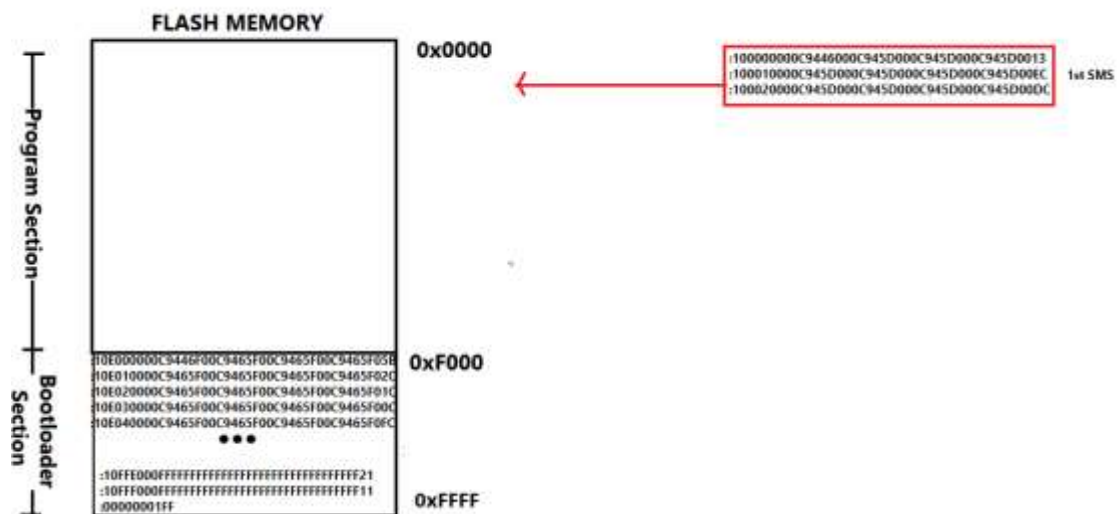 FLASH MEMORY
0x0000
:100000000C9446000C945D000C945D000C945D0013
:100010000C945D000C945D000C945D000C945D00EC
:100020000C945D000C945D000C945D000C945D00DC
1st SMS
Program Section
0xF000
:10E000000C9446F00C9465F00C9465F00C9465F05B
:10E010000C9465F00C9465F00C9465F00C9465F02C
:10E020000C9465F00C9465F00C9465F00C9465F01C
:10E030000C9465F00C9465F00C9465F00C9465F00C
:10E040000C9465F00C9465F00C9465F00C9465F0FC
•••
Bootloader
Section
:10FFE000FFFFFFFFFFFFFFFFFFFFFFFFFFFFFFFF21
:10FFF000FFFFFFFFFFFFFFFFFFFFFFFFFFFFFFFF11
:00000001FF
0xFFFF